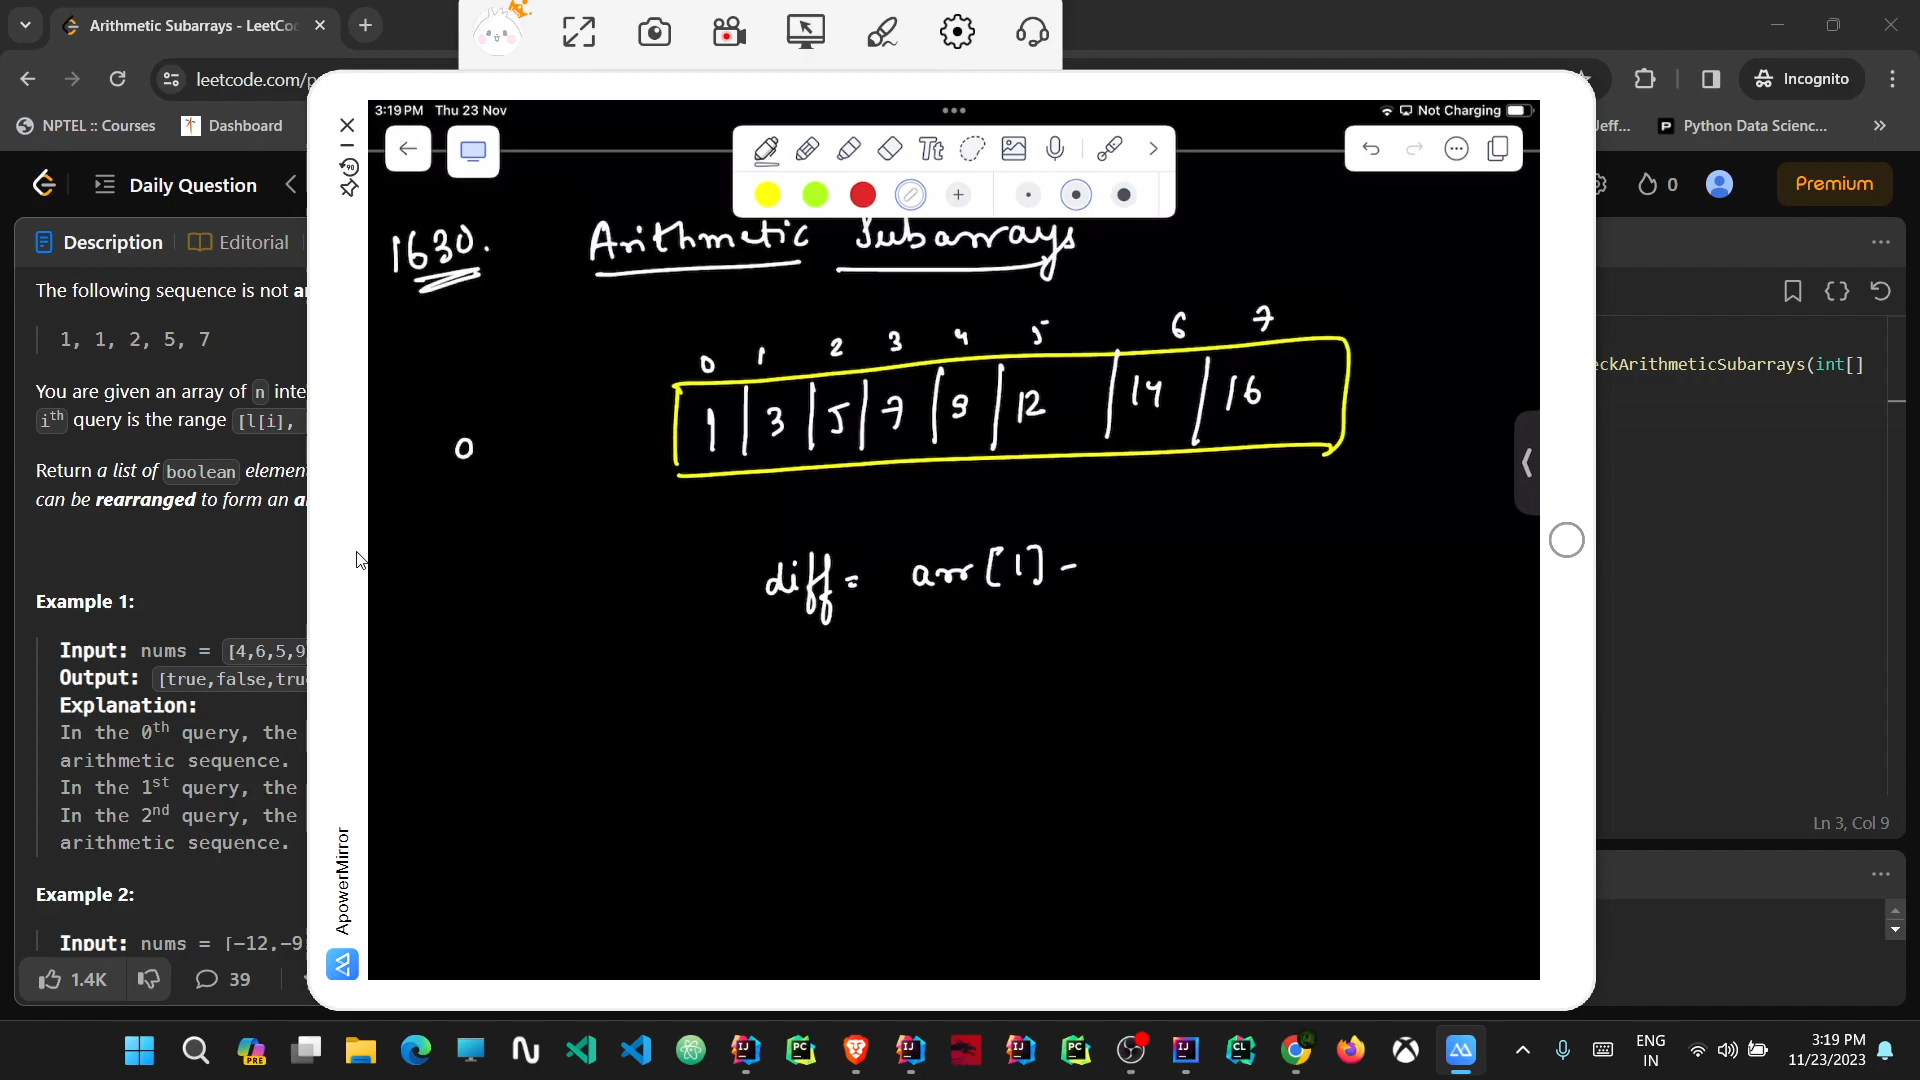 Arithmetic Subarrays - LeetCo
leetcode.com/p
Incognito
NPTEL :: Courses
Dashboard
Jeff...
Python Data Scienc...
»
3:19 PM Thu 23 Nov
Not Charging
Tt
Daily Question
0
Premium
Description
Editorial
1630. Arithmetic Subarrays
The following sequence is not
1, 1, 2, 5, 7
You are given an array of n inte
ith query is the range [l[i],
Return a list of boolean elemen
can be rearranged to form an a
0 1 2 3 4 5 6 7
1 3 5 7 9 12 14 16
0
diff = arr[1] -
ckArithmeticSubarrays(int[]
Example 1:
Input: nums = [4,6,5,9
Output: [true,false,tru
Explanation:
In the 0th query, the
arithmetic sequence.
In the 1st query, the
In the 2nd query, the
arithmetic sequence.
Example 2:
Input: nums = [-12,-9
1.4K
39
ApowerMirror
Ln 3, Col 9
ENG
IN
3:19 PM
11/23/2023